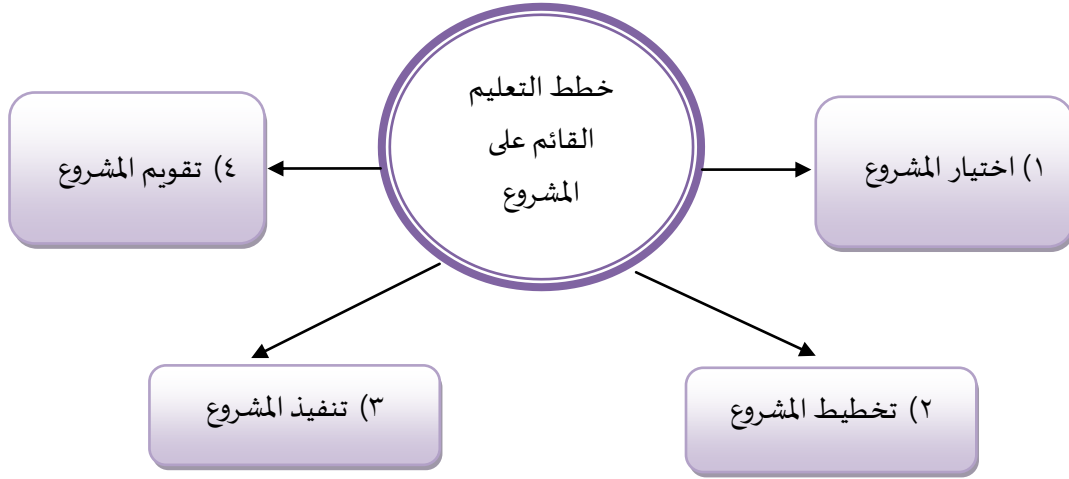 خطط التعليم
القائم على
المشروع
١) اختيار المشروع
٢) تخطيط المشروع
٣) تنفيذ المشروع
٤) تقويم المشروع